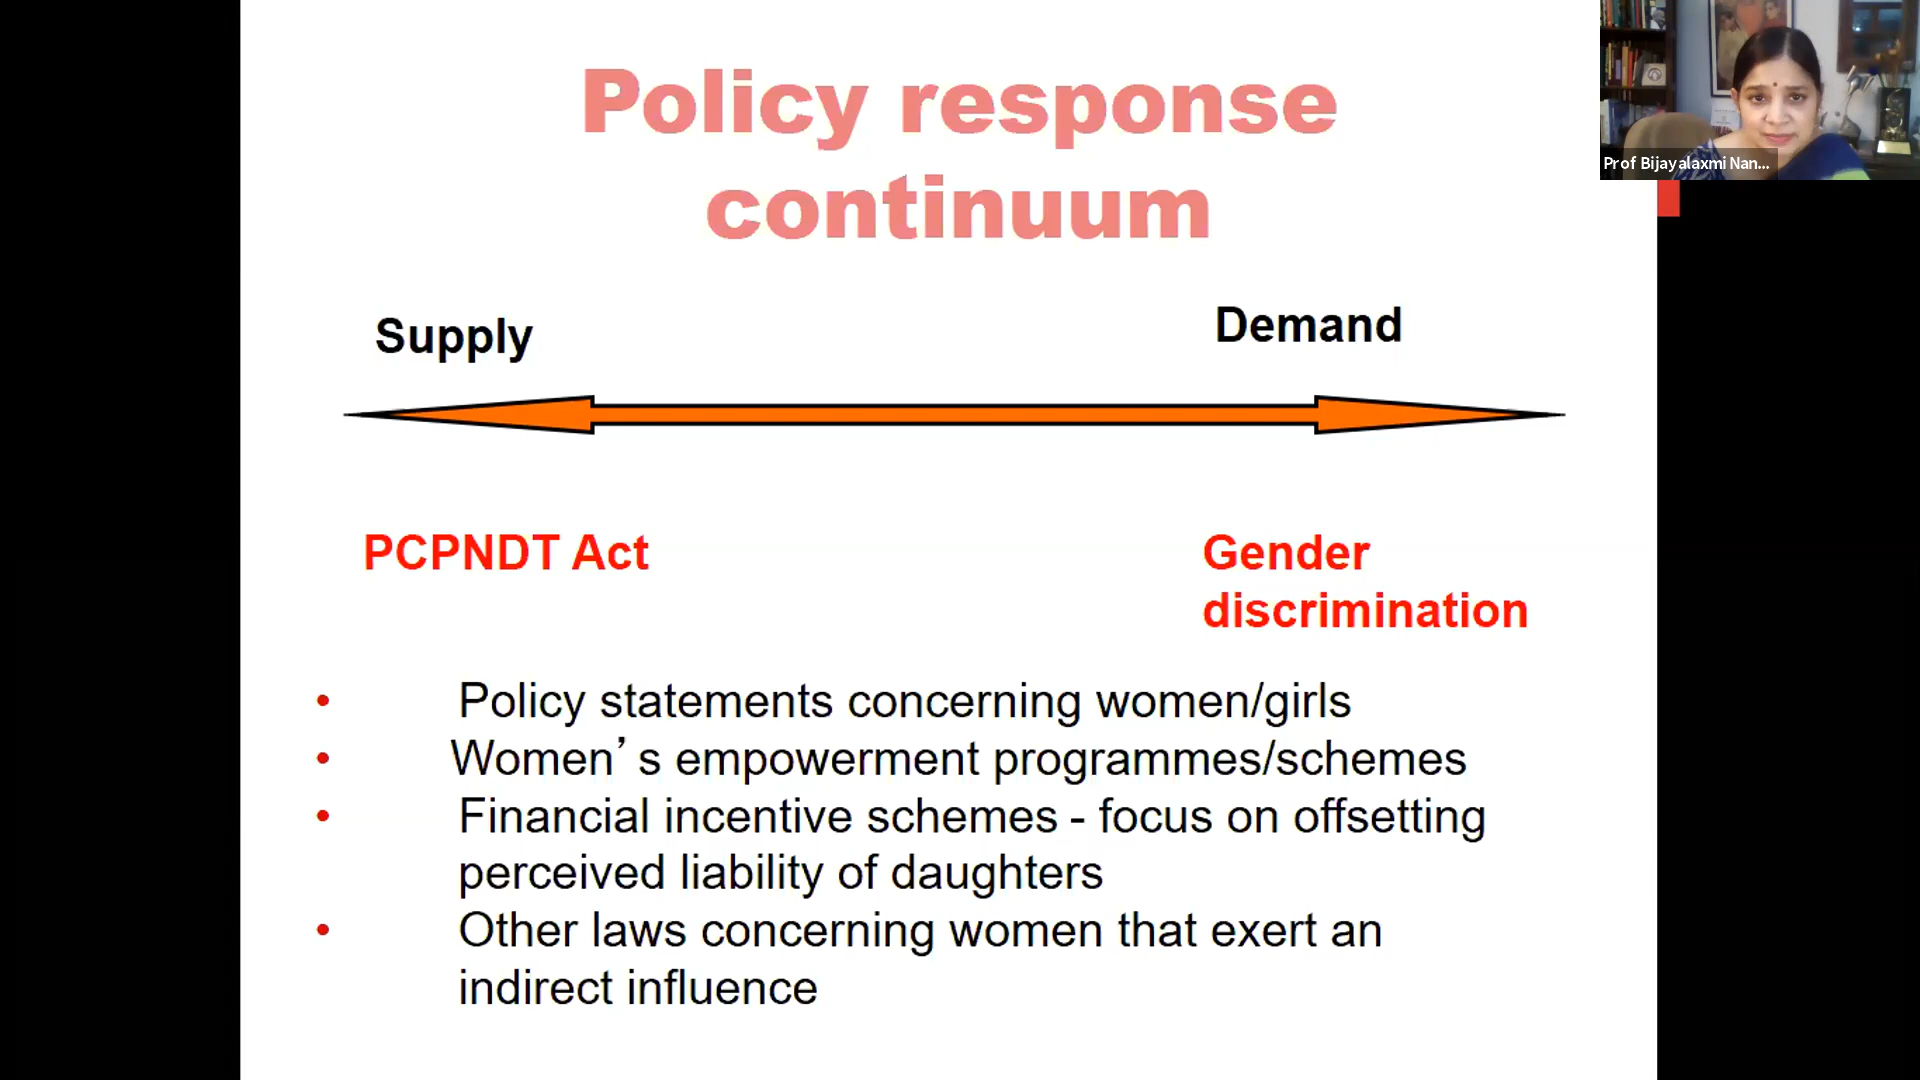 Policy response
continuum
Prof Bijayalaxmi Nan...
Supply
Demand
PCPNDT Act
Gender
discrimination
• Policy statements concerning women/girls
• Women’s empowerment programmes/schemes
• Financial incentive schemes - focus on offsetting
perceived liability of daughters
• Other laws concerning women that exert an
indirect influence